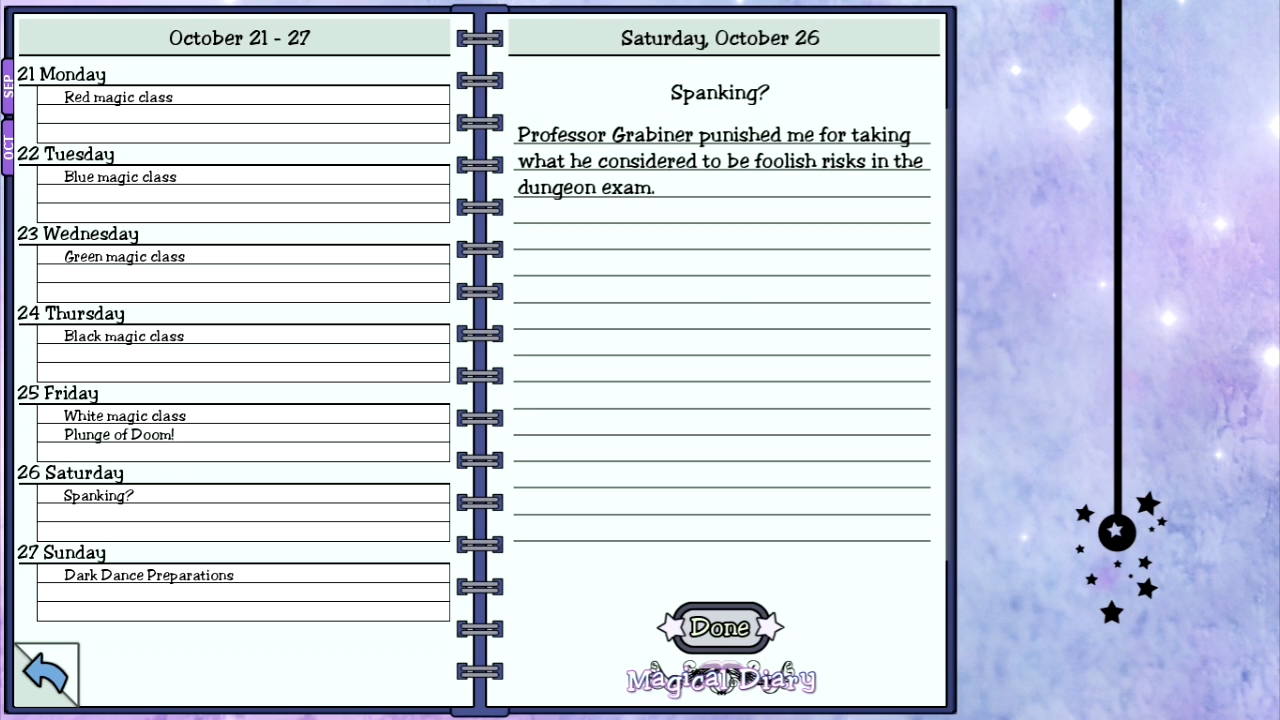 October 21 - 27
SEP
OCT
21 Monday
Red magic class
22 Tuesday
Blue magic class
23 Wednesday
Green magic class
24 Thursday
Black magic class
25 Friday
White magic class
Plunge of Doom!
26 Saturday
Spanking?
27 Sunday
Dark Dance Preparations
Saturday, October 26
Spanking?
Professor Grabiner punished me for taking
what he considered to be foolish risks in the
dungeon exam.
Done
Magical Diary